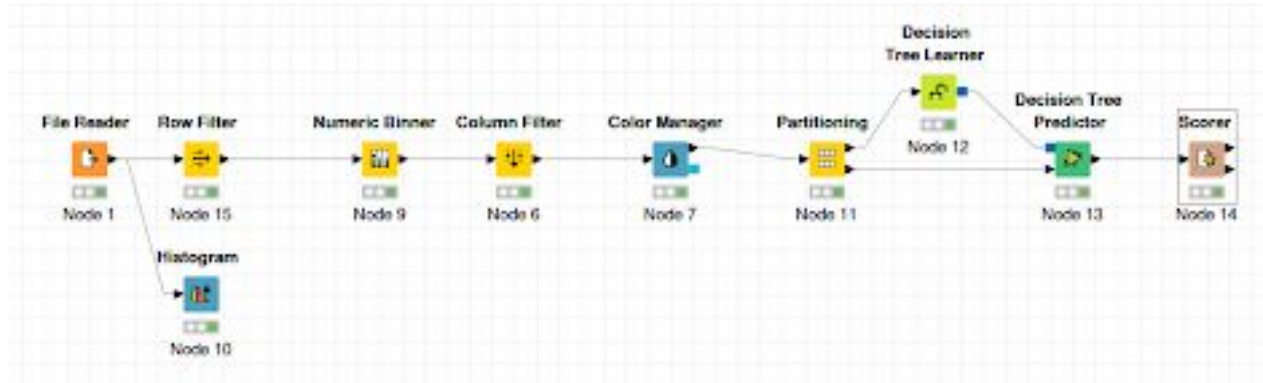 Decision
Tree Learner
Decision Tree
Predictor
File Reader
Row Filter
Numeric Binner
Column Filter
Color Manager
Partitioning
Scorer
Node 12
Node 1
Node 15
Node 9
Node 6
Node 7
Node 11
Node 13
Node 14
Histogram
Node 10